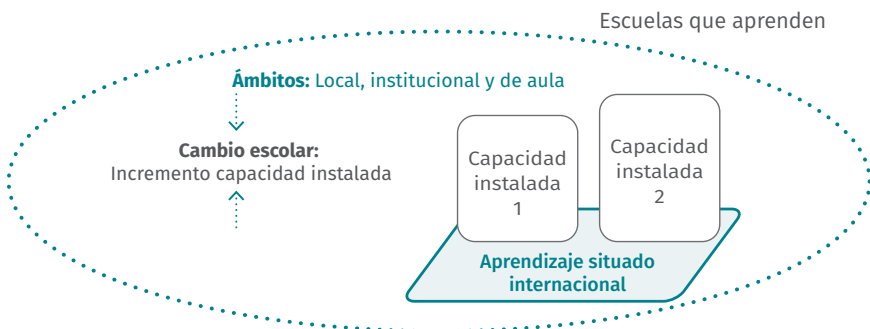 Escuelas que aprenden
Ámbitos: Local, institucional y de aula
Cambio escolar:
Incremento capacidad instalada
Capacidad
instalada
1
Capacidad
instalada
2
Aprendizaje situado
internacional